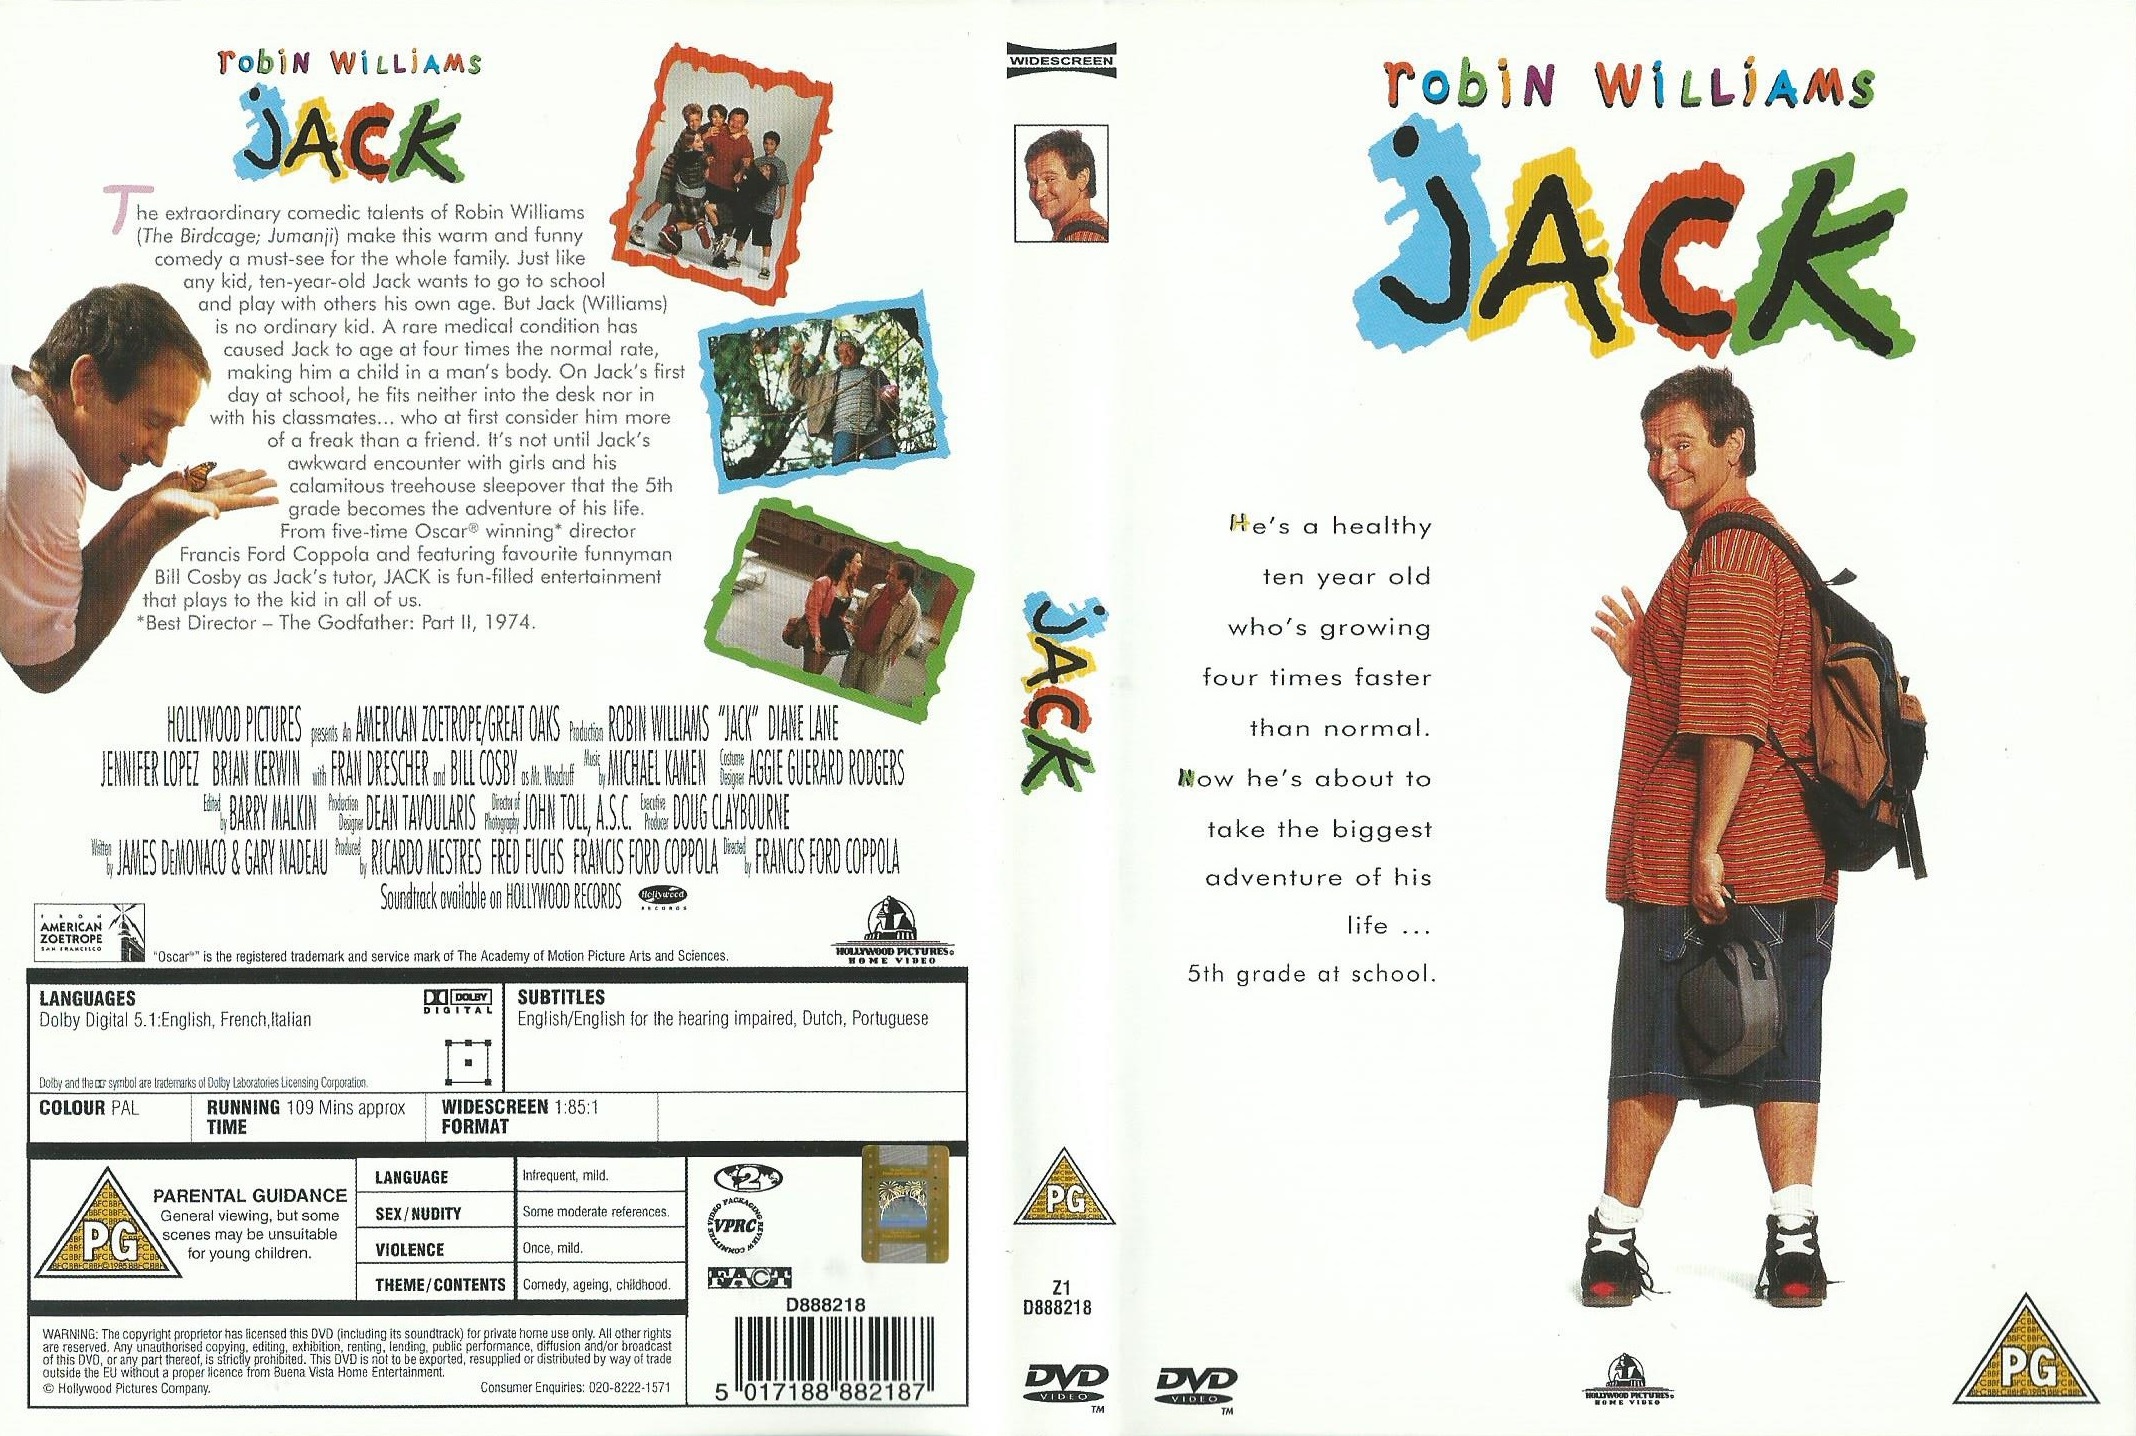 robin Williams
JACK
The extraordinary comedic talents of Robin Williams
(The Birdcage; Jumanji) make this warm and funny
comedy a must-see for the whole family. Just like
any kid, ten-year-old Jack wants to go to school
and play with others his own age. But Jack (Williams)
is no ordinary kid. A rare medical condition has
caused Jack to age at four times the normal rate,
making him a child in a man's body. On Jack's first
day at school, he fits neither into the desk nor in
with his classmates... who at first consider him more
of a freak than a friend. It's not until Jack's
awkward encounter with girls and his
calamitous treehouse sleepover that the 5th
grade becomes the adventure of his life.
From five-time Oscar® winning* director
Francis Ford Coppola and featuring favourite funnyman
Bill Cosby as Jack's tutor, JACK is fun-filled entertainment
that plays to the kid in all of us.
*Best Director – The Godfather: Part II, 1974.
HOLLYWOOD PICTURES presents An AMERICAN ZOETROPE/GREAT OAKS Production ROBIN WILLIAMS "JACK" DIANE LANE
JENNIFER LOPEZ BRIAN KERWIN with FRAN DRESCHER and BILL COSBY as Mr. Woodruff Music by MICHAEL KAMEN Costume Designer AGGIE GUERARD RODGERS
Edited by BARRY MALKIN Production Designer DEAN TAVOULARIS Director of Photography JOHN TOLL, A.S.C. Executive Producer DOUG CLAYBOURNE
Written by JAMES DeMONACO & GARY NADEAU Produced by RICARDO MESTRES FRED FUCHS FRANCIS FORD COPPOLA Directed by FRANCIS FORD COPPOLA
Soundtrack available on HOLLYWOOD RECORDS Hollywood RECORDS
FROM
AMERICAN
ZOETROPE
SAN FRANCISCO
"Oscar®" is the registered trademark and service mark of The Academy of Motion Picture Arts and Sciences.
HOLLYWOOD PICTURES®
HOME VIDEO
LANGUAGES
Dolby Digital 5.1:English, French,Italian
DOLBY
DIGITAL
Dolby and the symbol are trademarks of Dolby Laboratories Licensing Corporation.
SUBTITLES
English/English for the hearing impaired, Dutch, Portuguese
COLOUR PAL
RUNNING 109 Mins approx
TIME
WIDESCREEN 1:85:1
FORMAT
PG
PARENTAL GUIDANCE
General viewing, but some
scenes may be unsuitable
for young children.
LANGUAGE Infrequent, mild.
SEX/NUDITY Some moderate references.
VIOLENCE Once, mild.
THEME/CONTENTS Comedy, ageing, childhood.
2
VIDEO PACKAGING REVIEW COMMITTEE
VPRC
FACT
D888218
5 017188 882187
WARNING: The copyright proprietor has licensed this DVD (including its soundtrack) for private home use only. All other rights
are reserved. Any unauthorised copying, editing, exhibition, renting, lending, public performance, diffusion and/or broadcast
of this DVD, or any part thereof, is strictly prohibited. This DVD is not to be exported, resupplied or distributed by way of trade
outside the EU without a proper licence from Buena Vista Home Entertainment.
© Hollywood Pictures Company.
Consumer Enquiries: 020-8222-1571
WIDESCREEN
JACK
PG
Z1
D888218
DVD
VIDEO
TM
robin Williams
JACK
He's a healthy
ten year old
who's growing
four times faster
than normal.
Now he's about to
take the biggest
adventure of his
life ...
5th grade at school.
DVD
VIDEO
TM
HOLLYWOOD PICTURES®
HOME VIDEO
PG